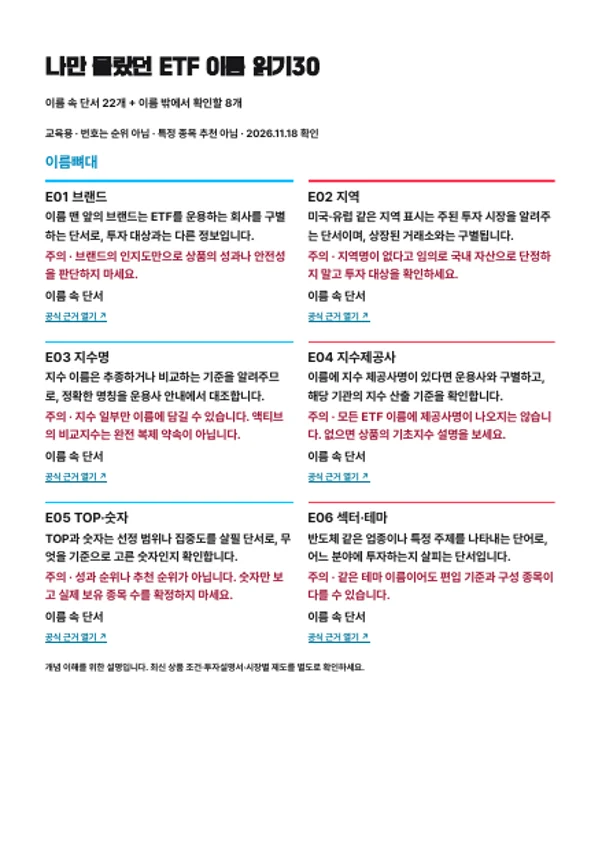 나만 몰랐던 ETF 이름 읽기30
이름 속 단서 22개 + 이름 밖에서 확인할 8개
교육용 · 번호는 순위 아님 · 특정 종목 추천 아님 · 2026.11.18 확인
이름뼈대
E01 브랜드
이름 맨 앞의 브랜드는 ETF를 운용하는 회사를 구별
하는 단서로, 투자 대상과는 다른 정보입니다.
주의 · 브랜드의 인지도만으로 상품의 성과나 안전성
을 판단하지 마세요.
이름 속 단서
공식 근거 열기 ↗
E02 지역
미국·유럽 같은 지역 표시는 주된 투자 시장을 알려주
는 단서이며, 상장된 거래소와는 구별됩니다.
주의 · 지역명이 없다고 임의로 국내 자산으로 단정하
지 말고 투자 대상을 확인하세요.
이름 속 단서
공식 근거 열기 ↗
E03 지수명
지수 이름은 추종하거나 비교하는 기준을 알려주므
로, 정확한 명칭을 운용사 안내에서 대조합니다.
주의 · 지수 일부만 이름에 담길 수 있습니다. 액티브
의 비교지수는 완전 복제 약속이 아닙니다.
이름 속 단서
공식 근거 열기 ↗
E04 지수제공사
이름에 지수 제공사명이 있다면 운용사와 구별하고,
해당 기관의 지수 산출 기준을 확인합니다.
주의 · 모든 ETF 이름에 제공사명이 나오지는 않습니
다. 없으면 상품의 기초지수 설명을 보세요.
이름 속 단서
공식 근거 열기 ↗
E05 TOP·숫자
TOP과 숫자는 선정 범위나 집중도를 살필 단서로, 무
엇을 기준으로 고른 숫자인지 확인합니다.
주의 · 성과 순위나 추천 순위가 아닙니다. 숫자만 보
고 실제 보유 종목 수를 확정하지 마세요.
이름 속 단서
공식 근거 열기 ↗
E06 섹터·테마
반도체 같은 업종이나 특정 주제를 나타내는 단어로,
어느 분야에 투자하는지 살피는 단서입니다.
주의 · 같은 테마 이름이어도 편입 기준과 구성 종목이
다를 수 있습니다.
이름 속 단서
공식 근거 열기 ↗
개념 이해를 위한 설명입니다. 최신 상품 조건·투자설명서·시장별 제도를 별도로 확인하세요.